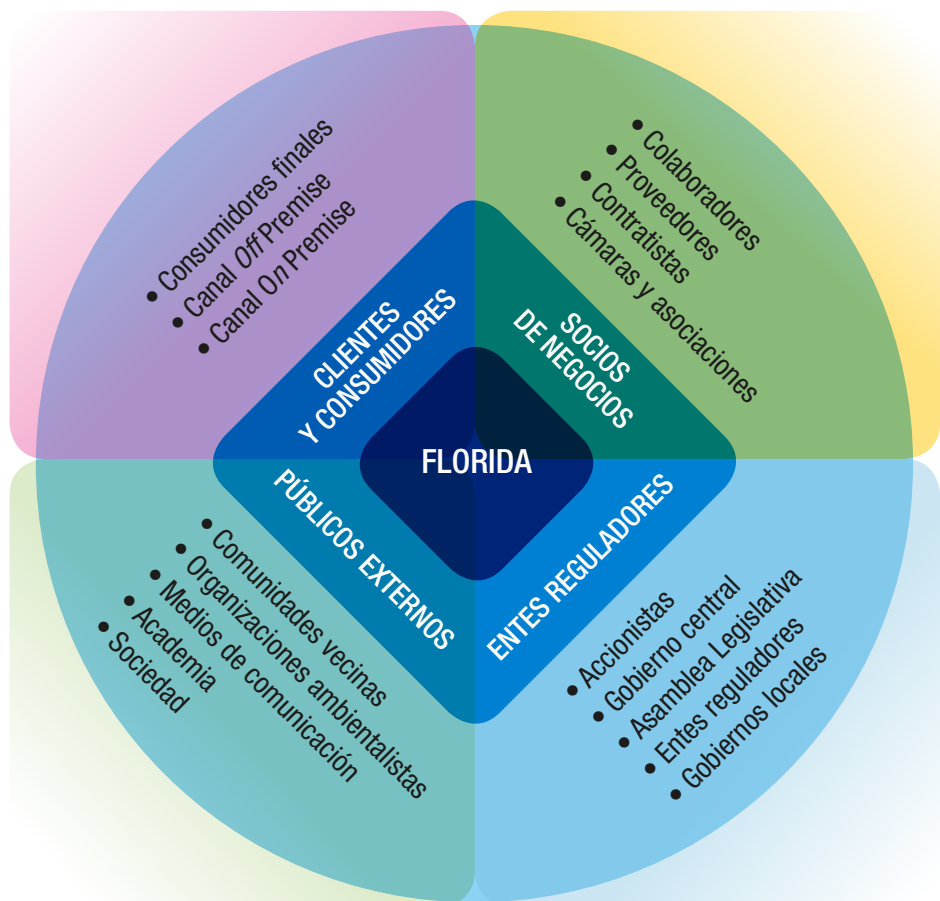 • Consumidores finales
• Canal Off Premise
• Canal On Premise
CLIENTES
Y CONSUMIDORES
• Colaboradores
• Proveedores
• Contratistas
• Cámaras y asociaciones
SOCIOS
DE NEGOCIOS
FLORIDA
PÚBLICOS EXTERNOS
• Comunidades vecinas
• Organizaciones ambientalistas
• Medios de comunicación
• Academia
• Sociedad
ENTES REGULADORES
• Accionistas
• Gobierno central
• Asamblea Legislativa
• Entes reguladores
• Gobiernos locales